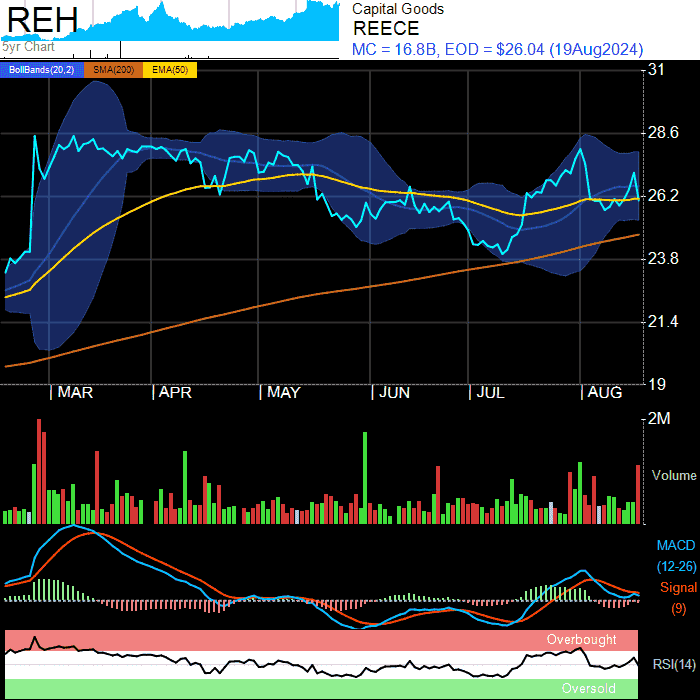 REH
5yr Chart
Capital Goods
REECE
MC = 16.8B, EOD = $26.04 (19Aug2024)
BollBands(20,2) SMA(200) EMA(50)
31
28.6
26.2
23.8
21.4
19
MAR APR MAY JUN JUL AUG
2M
Volume
MACD
(12-26)
Signal
(9)
Overbought
RSI(14)
Oversold